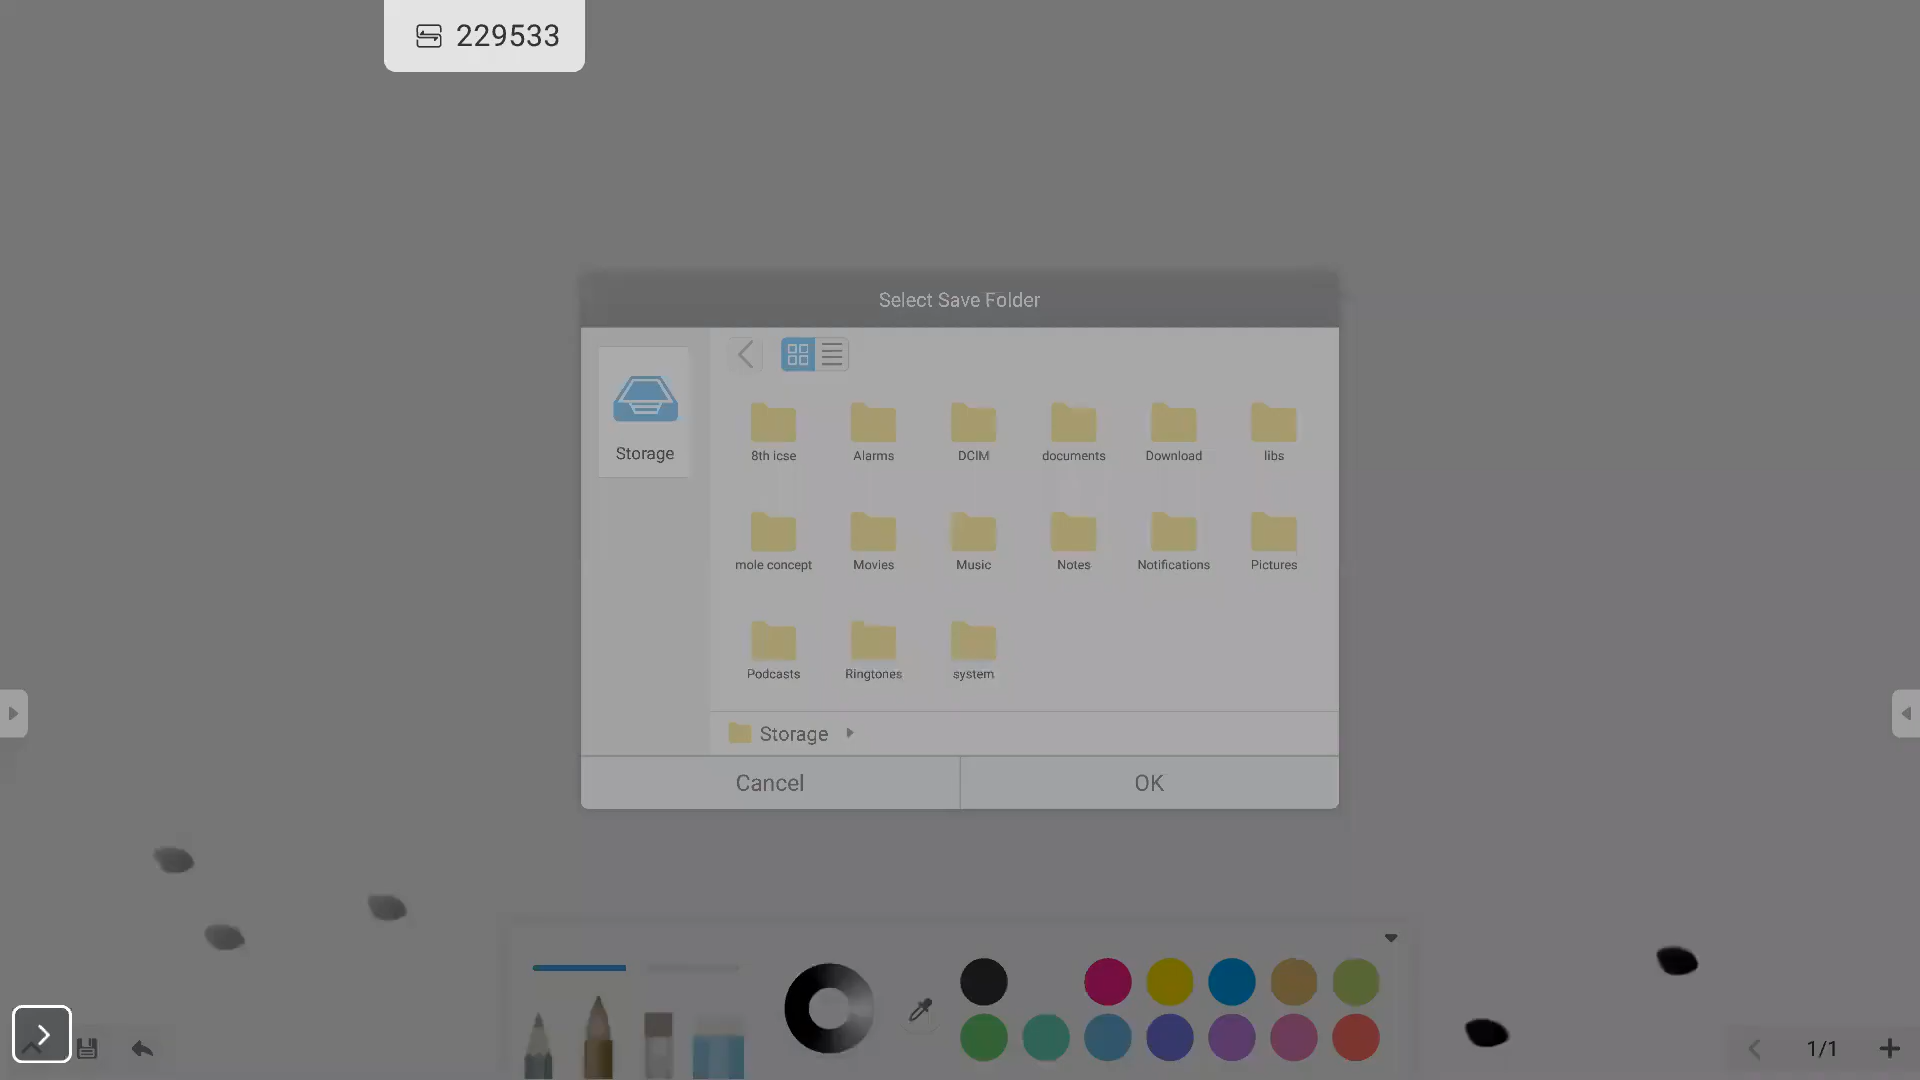 229533
Select Save Folder
Storage
8th icse
Alarms
DCIM
documents
Download
libs
mole concept
Movies
Music
Notes
Notifications
Pictures
Podcasts
Ringtones
system
Storage
Cancel
OK
1/1